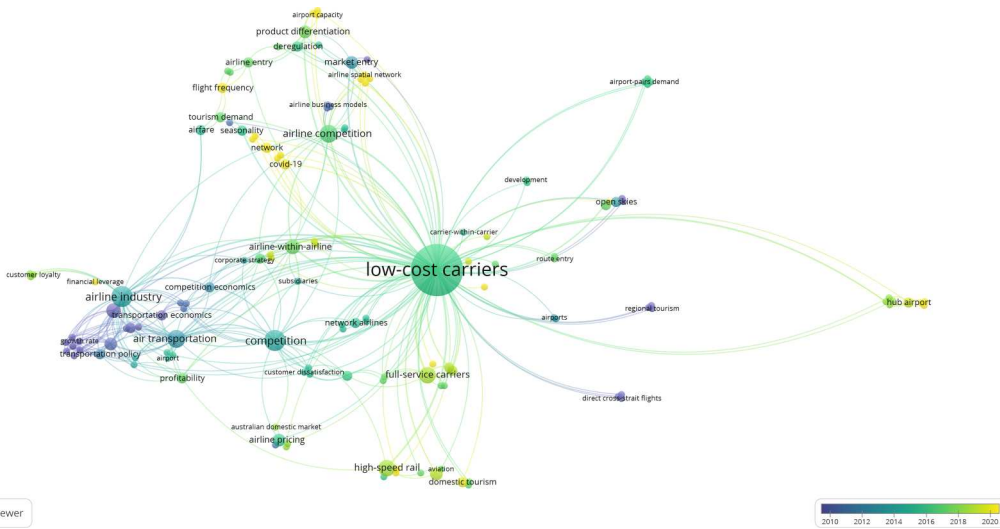 airport capacity
product differentiation
deregulation
airline entry
market entry
airline spatial network
airport-pairs demand
flight frequency
airline business models
tourism demand
airfare
seasonality
airline competition
network
covid-19
development
open skies
carrier-within-carrier
airline-within-airline
corporate strategy
route entry
low-cost carriers
customer loyalty
financial leverage
subsidiaries
competition economics
airline industry
hub airport
regional tourism
transportation economics
airports
network airlines
growth rate
air transportation
competition
transportation policy
airport
customer dissatisfaction
full-service carriers
profitability
direct cross-strait flights
australian domestic market
airline pricing
high-speed rail
aviation
domestic tourism
ewer
2010 2012 2014 2016 2018 2020